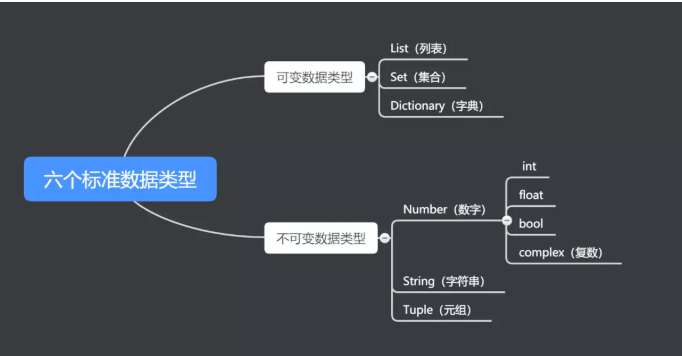 六个标准数据类型
可变数据类型
List（列表）
Set（集合）
Dictionary（字典）
不可变数据类型
Number（数字）
int
float
bool
complex（复数）
String（字符串）
Tuple（元组）